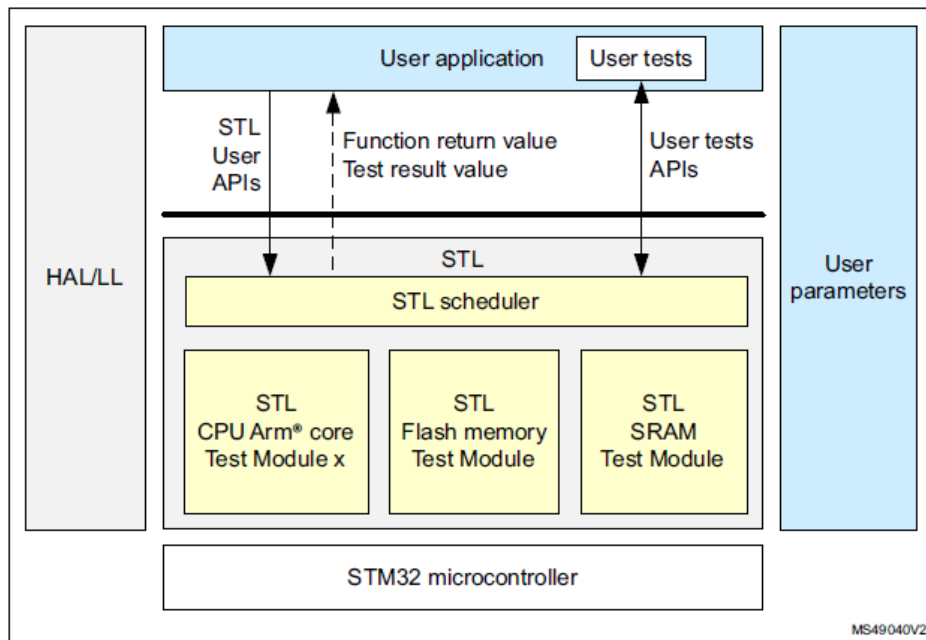 User application
User tests
STL
User
APIs
Function return value
Test result value
User tests
APIs
HAL/LL
STL
User
parameters
STL scheduler
STL
CPU Arm® core
Test Module x
STL
Flash memory
Test Module
STL
SRAM
Test Module
STM32 microcontroller
MS49040V2